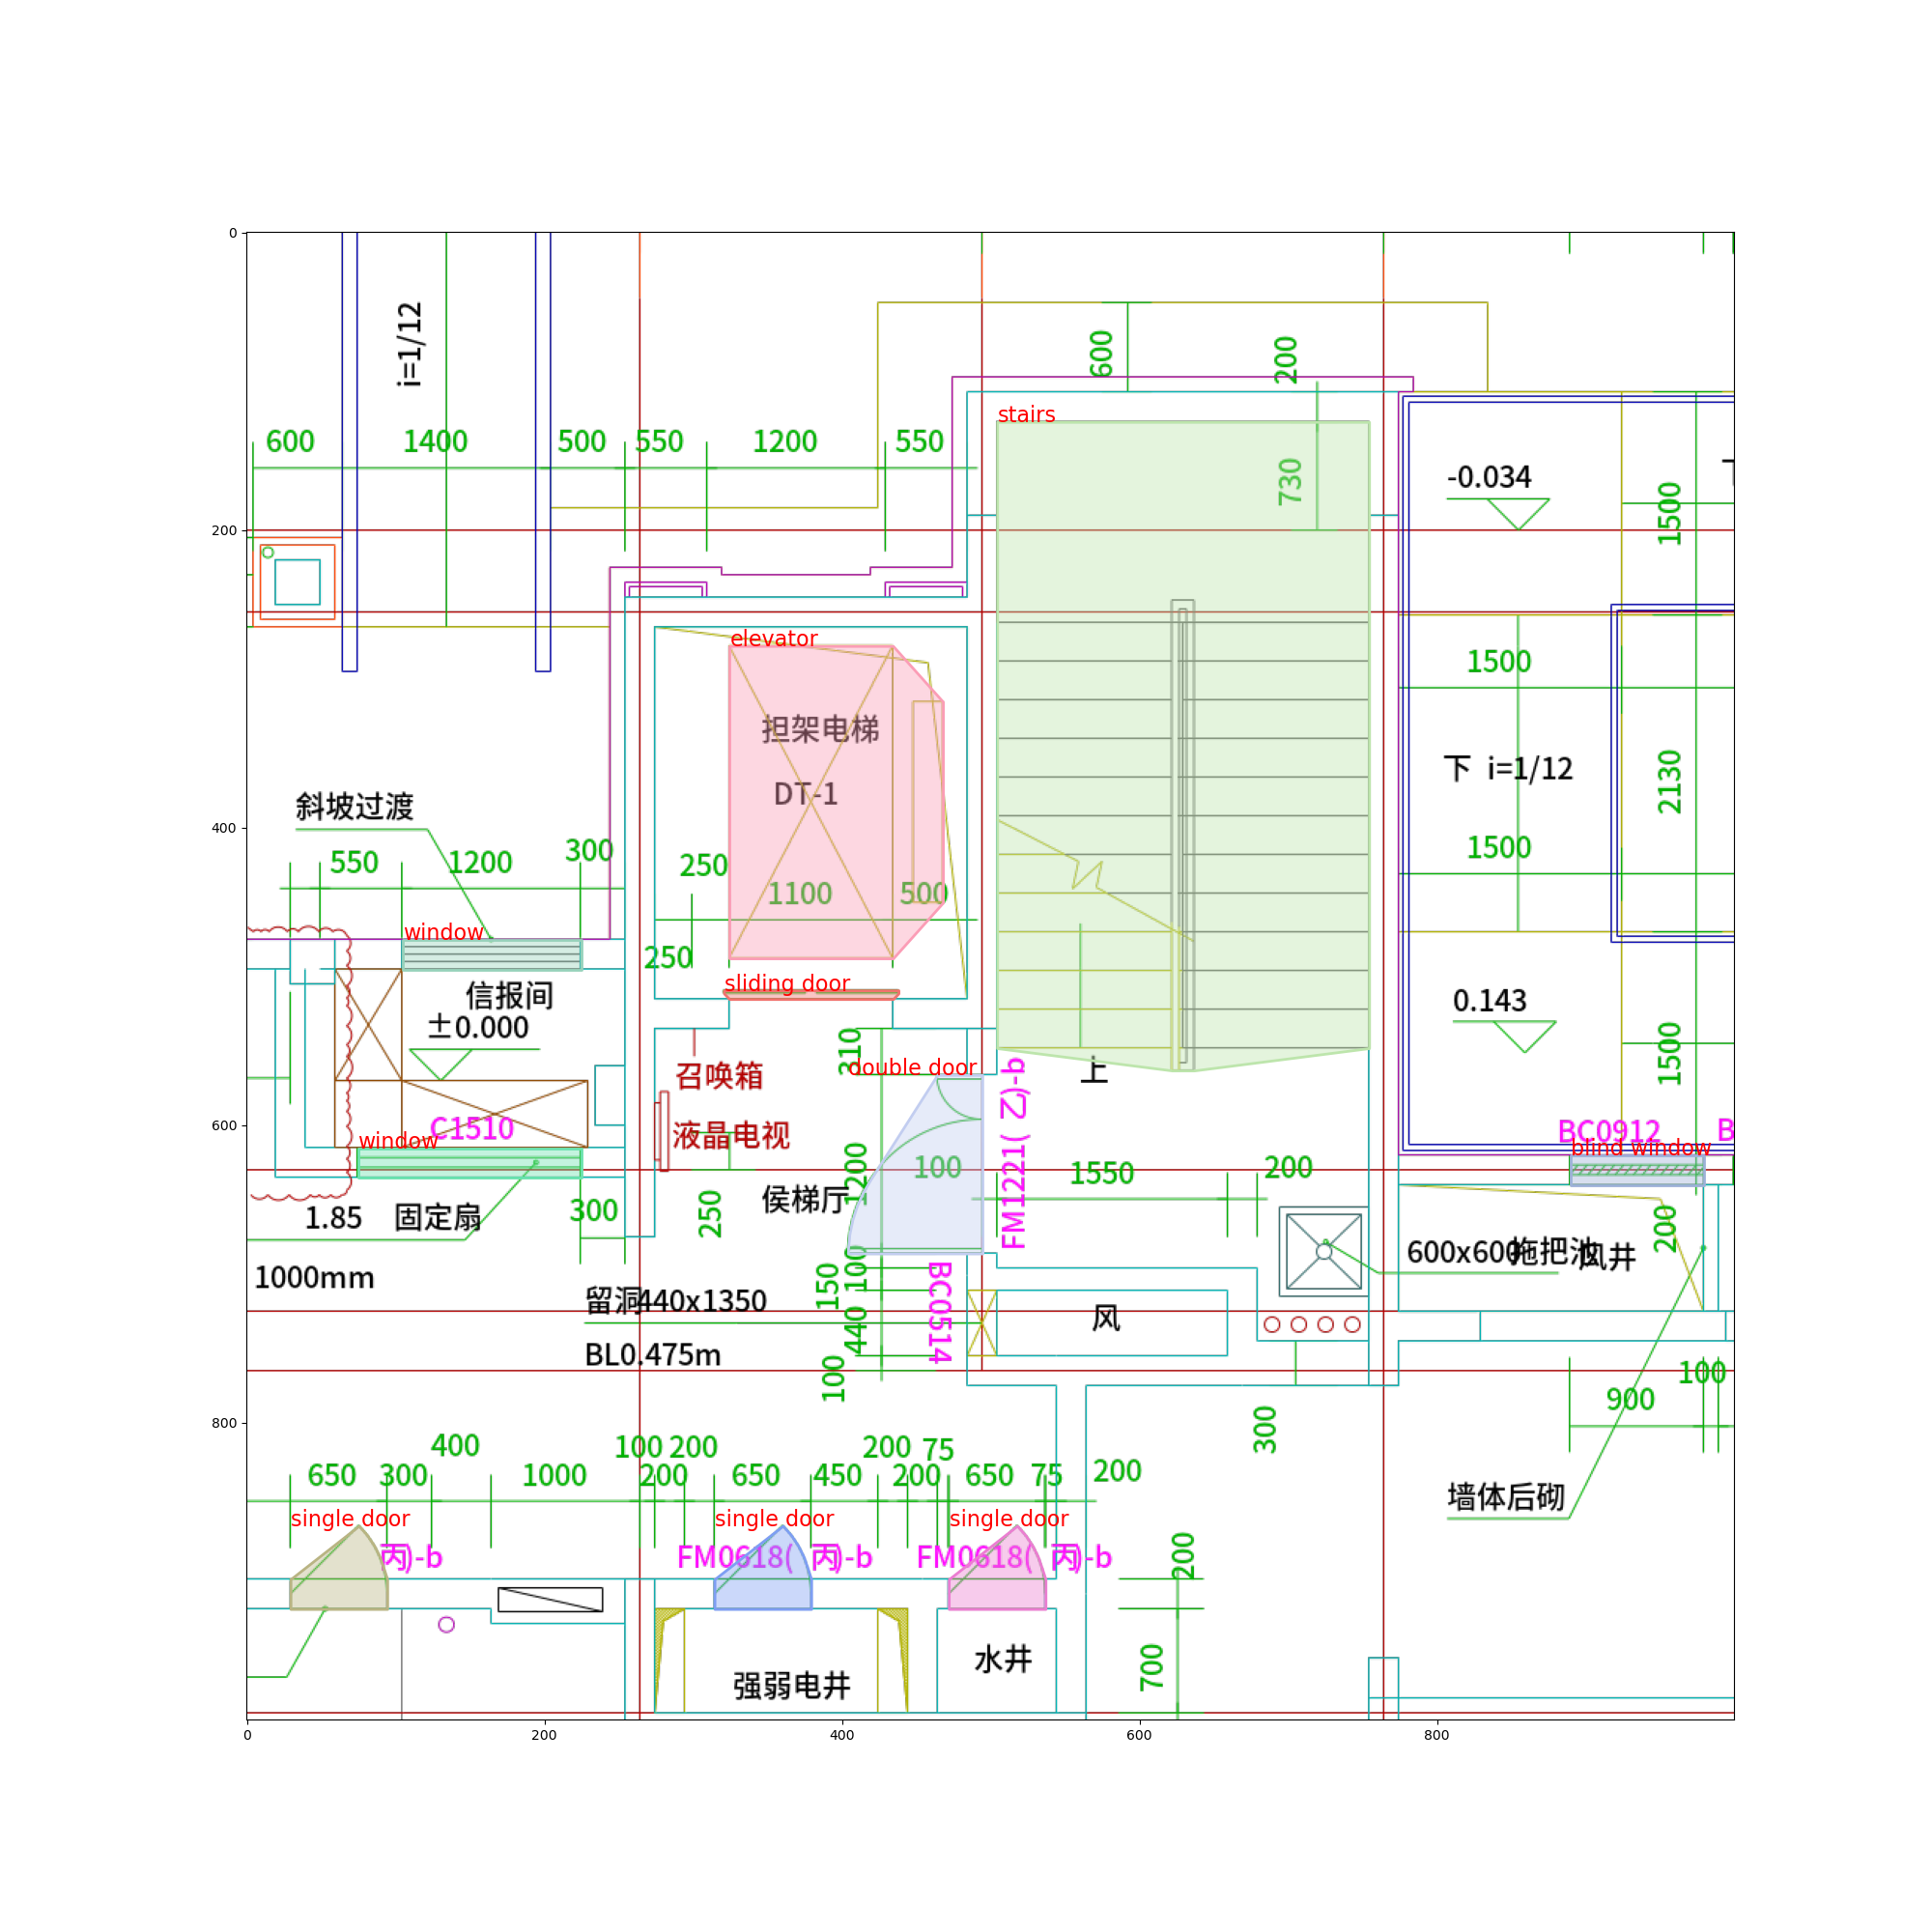 0
200
400
600
800
0
200
400
600
800
i=1/12
600
200
600
1400
500
550
1200
550
stairs
730
-0.034
1500
elevator
担架电梯
DT-1
1500
下 i=1/12
2130
斜坡过渡
550
1200
300
250
1100
500
1500
window
250
sliding door
信报间
±0.000
0.143
1500
310
召唤箱
double door
上
FM1221(乙)-b
C1510
window
液晶电视
BC0912
B
blind window
100
1550
200
1200
侯梯厅
250
1.85
固定扇
300
200
600x600拖把池
风井
1000mm
150
100
BC0514
留洞440x1350
440
风
BL0.475m
100
100
900
300
400
100
200
200
75
650
300
1000
200
650
450
200
650
75
200
墙体后砌
single door
single door
single door
丙)-b
FM0618(丙)-b
FM0618(丙)-b
200
水井
强弱电井
700